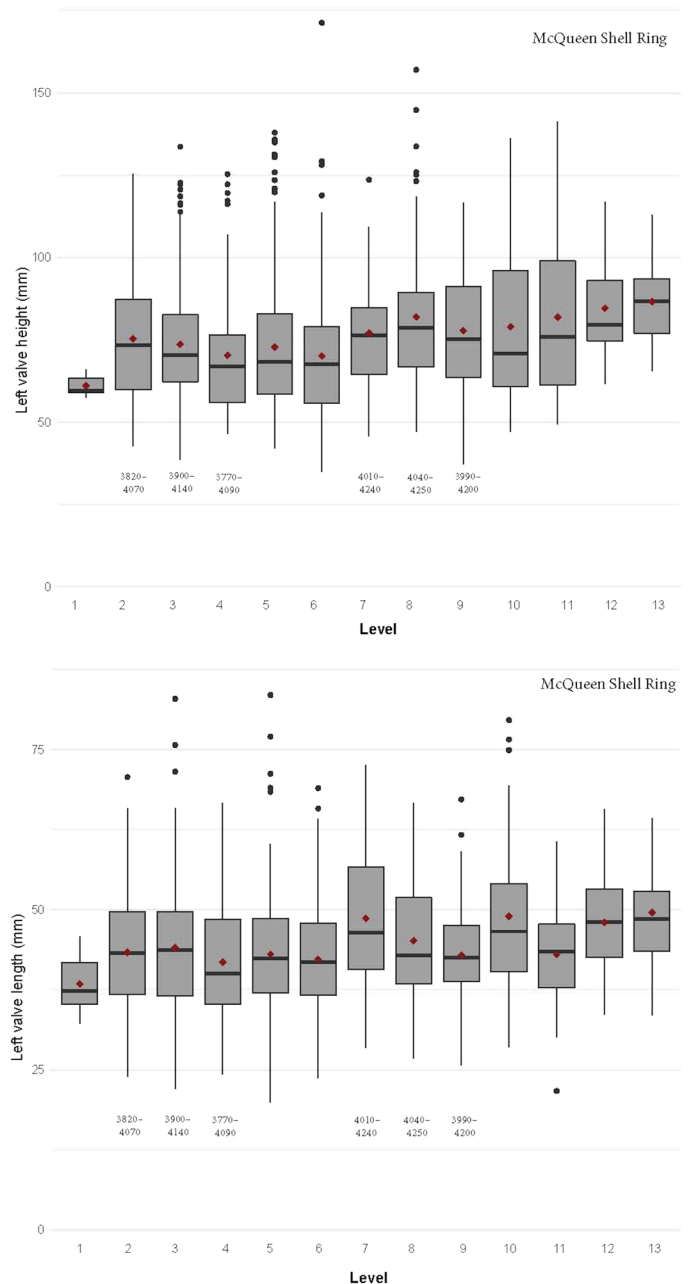 McQueen Shell Ring
150
100
50
0
Left valve height (mm)
3820– 3900– 3770– 4010– 4040– 3990–
4070 4140 4090 4240 4250 4200
1 2 3 4 5 6 7 8 9 10 11 12 13
Level
McQueen Shell Ring
75
50
25
0
Left valve length (mm)
3820– 3900– 3770– 4010– 4040– 3990–
4070 4140 4090 4240 4250 4200
1 2 3 4 5 6 7 8 9 10 11 12 13
Level